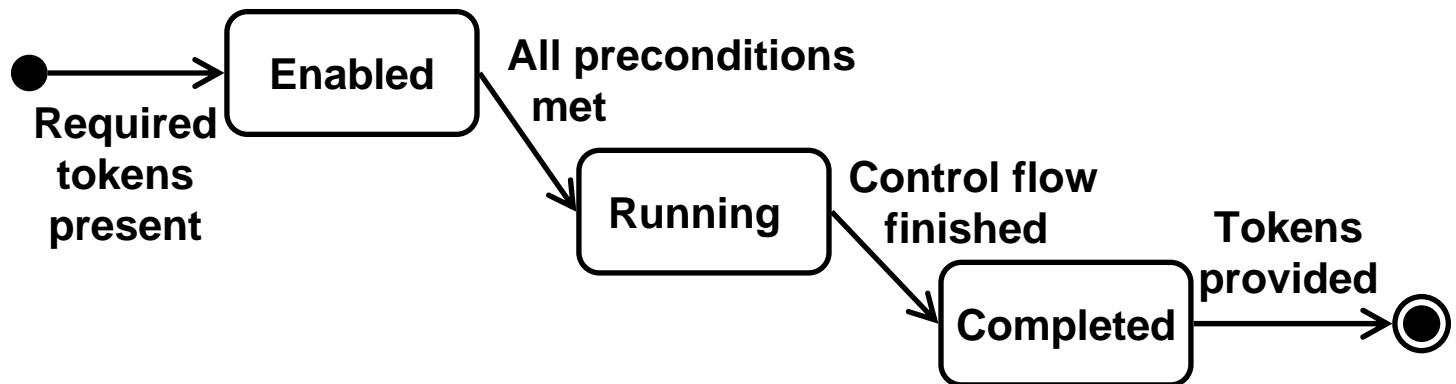 Enabled
All preconditions
met
Required
tokens
present
Running
Control flow
finished
Tokens
provided
Completed